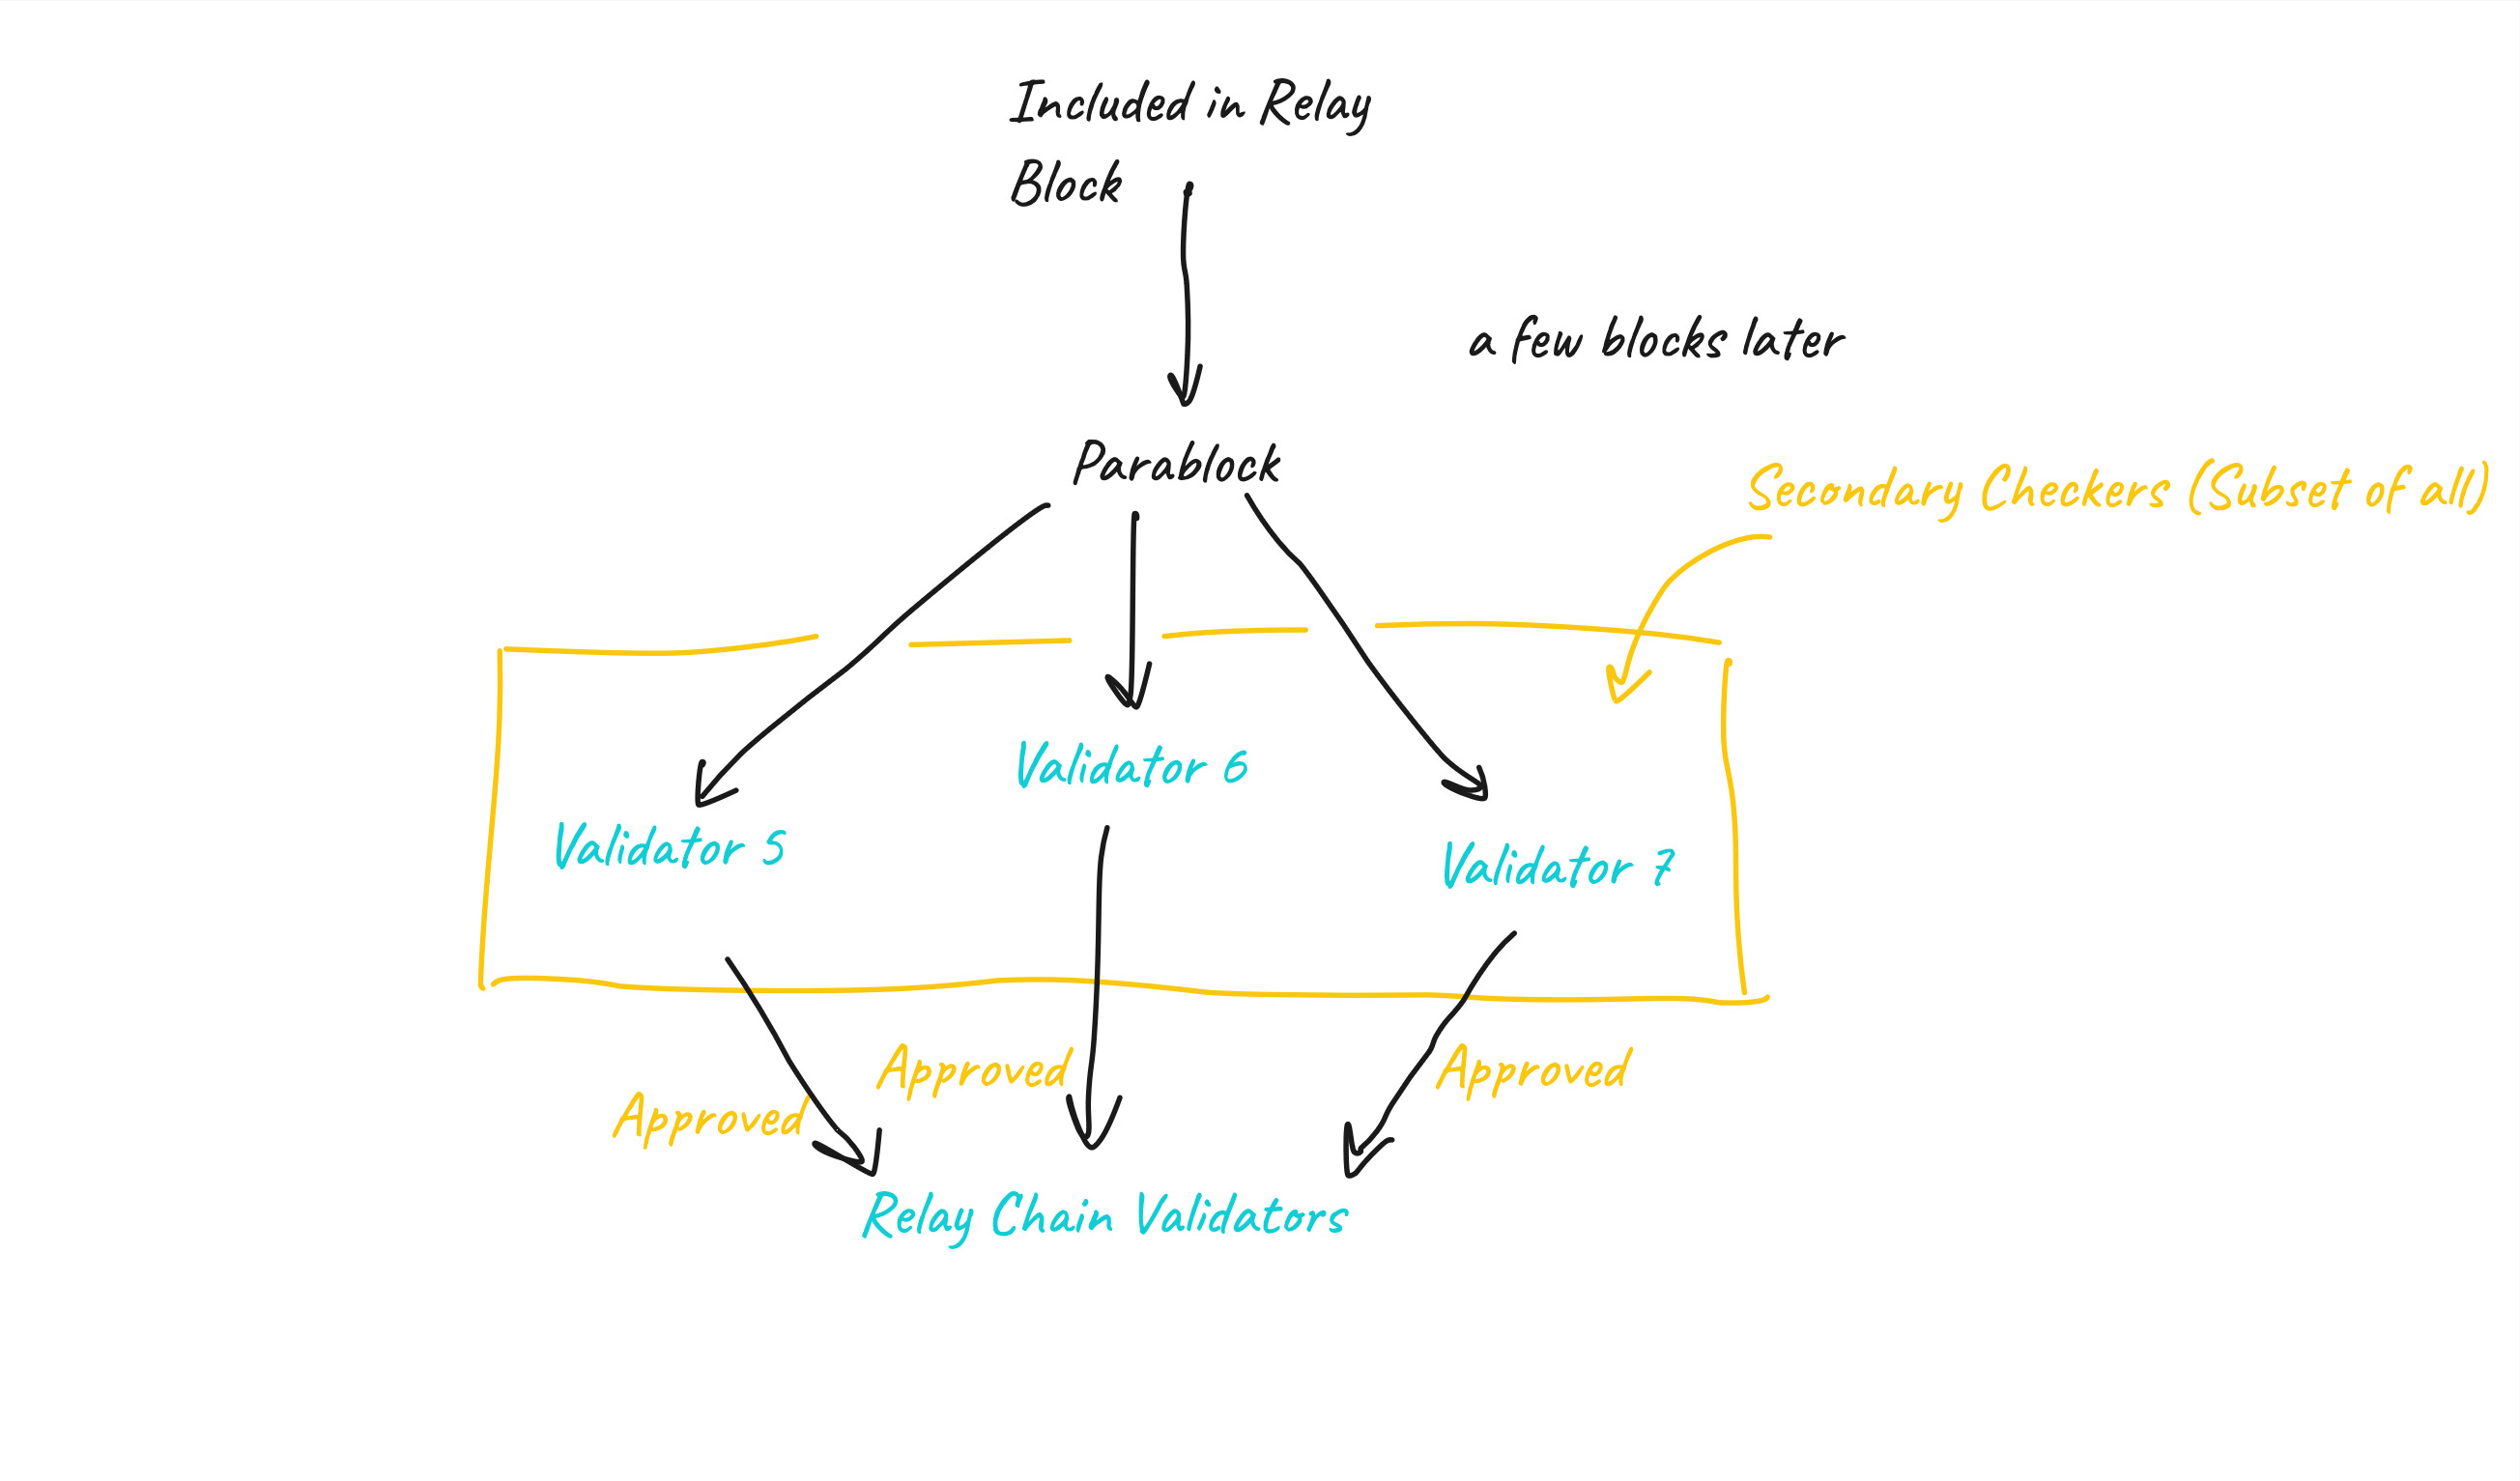 Included in Relay
Block
a few blocks later
Parablock
Secondary Checkers (Subset of all)
Validator 6
Validator 5
Validator 7
Approved
Approved
Approved
Relay Chain Validators